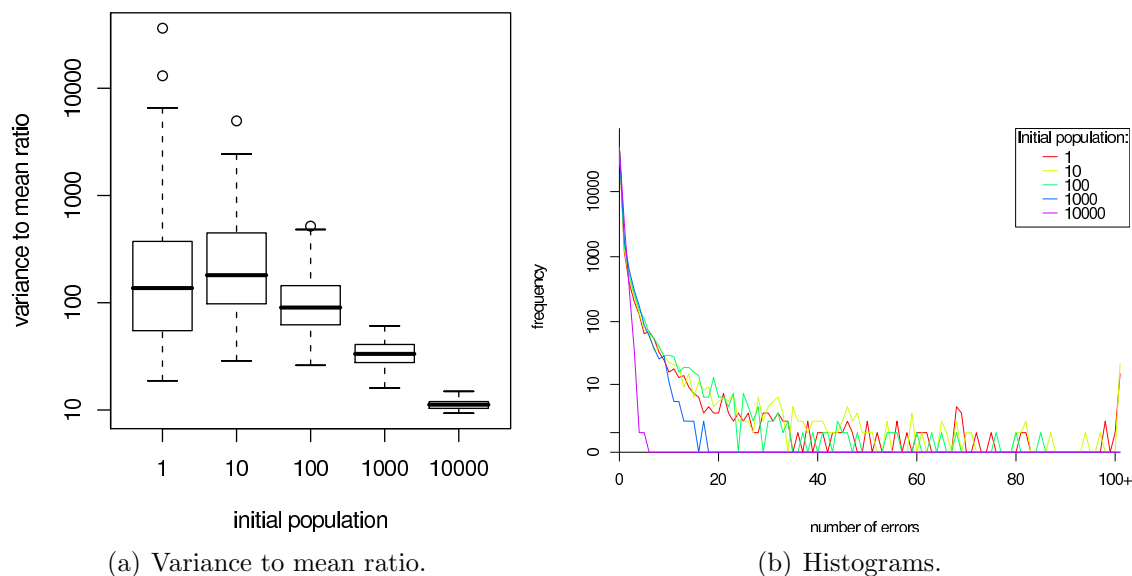 variance to mean ratio
10000
1000
100
10
1 10 100 1000 10000
initial population
(a) Variance to mean ratio.
frequency
10000
1000
100
10
0
Initial population:
1
10
100
1000
10000
0 20 40 60 80 100+
number of errors
(b) Histograms.